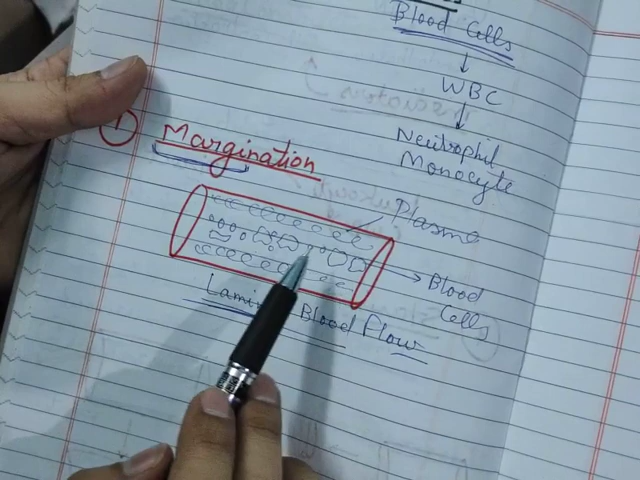 Blood Cells
WBC
Neutrophil
Monocyte
1
Margination
Plasma
Blood
Cells
Blood Flow